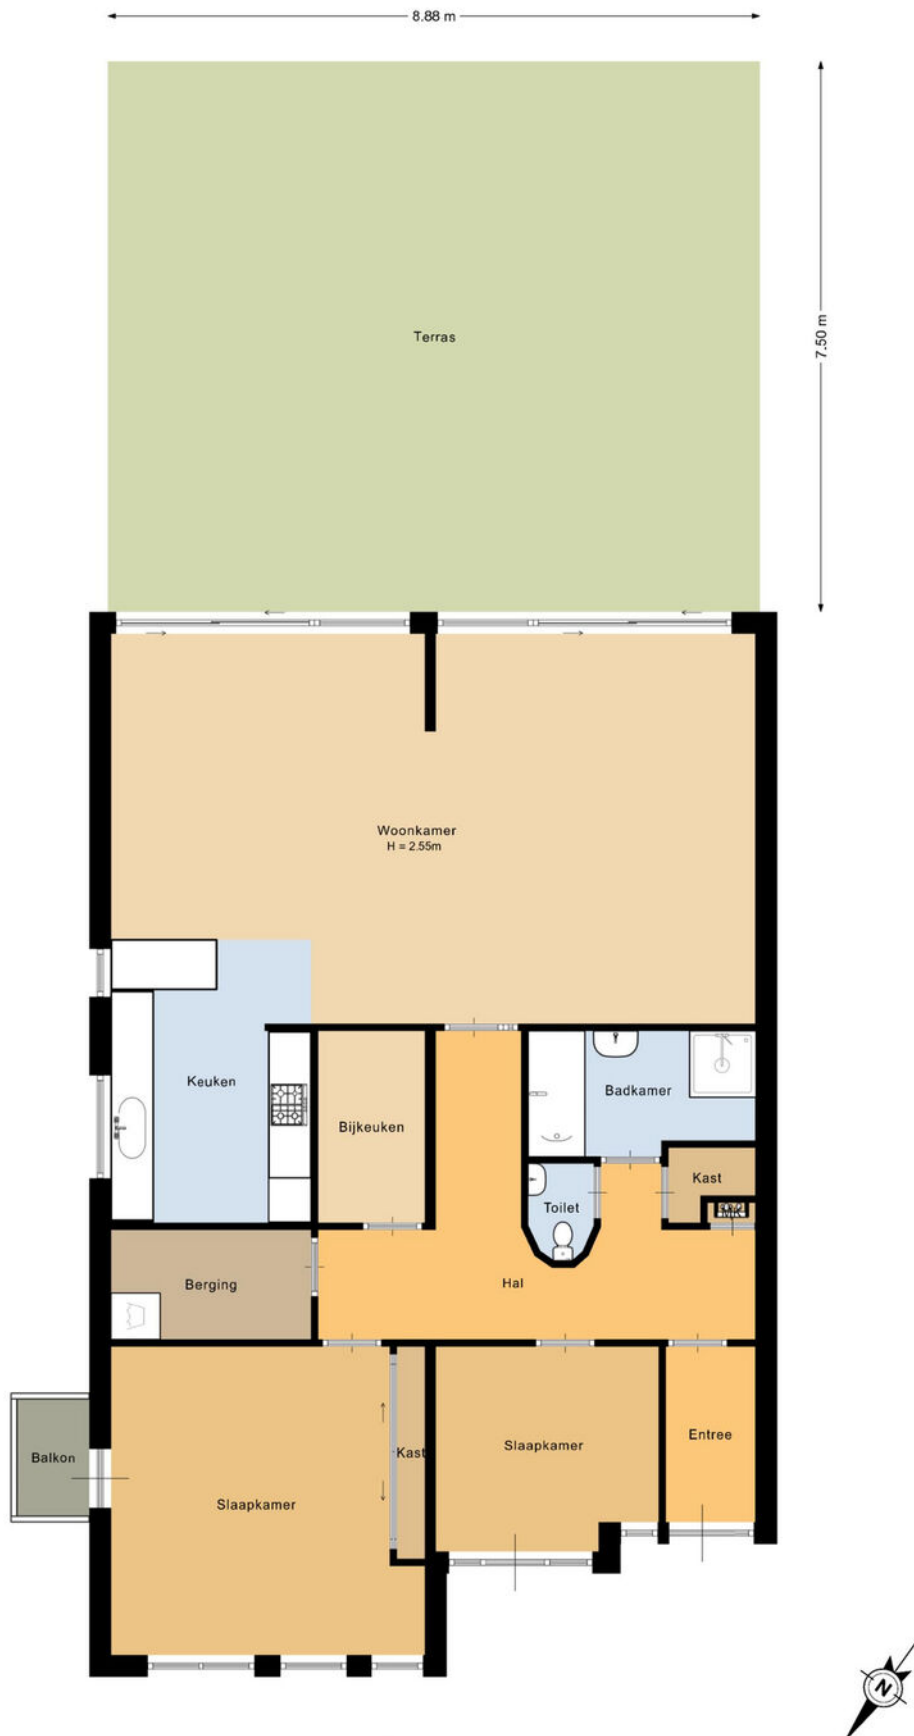 8.88 m
7.50 m
Terras
Woonkamer
H = 2.55m
Keuken
Bijkeuken
Badkamer
Kast
MK
Toilet
Berging
Hal
Balkon
Slaapkamer
Kast
Slaapkamer
Entree
N